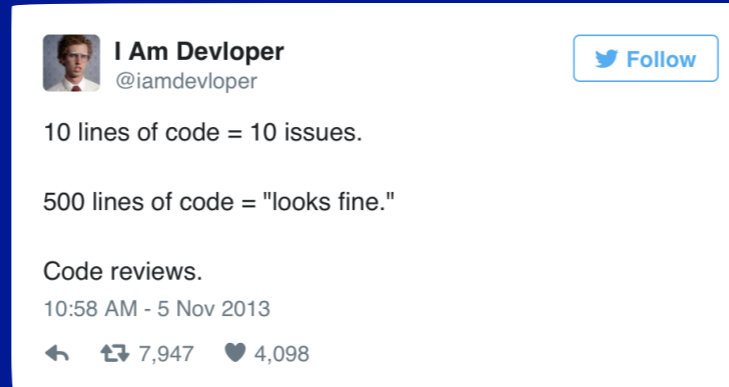 I Am Devloper
@iamdevloper
Follow
10 lines of code = 10 issues.
500 lines of code = "looks fine."
Code reviews.
10:58 AM - 5 Nov 2013
7,947 4,098